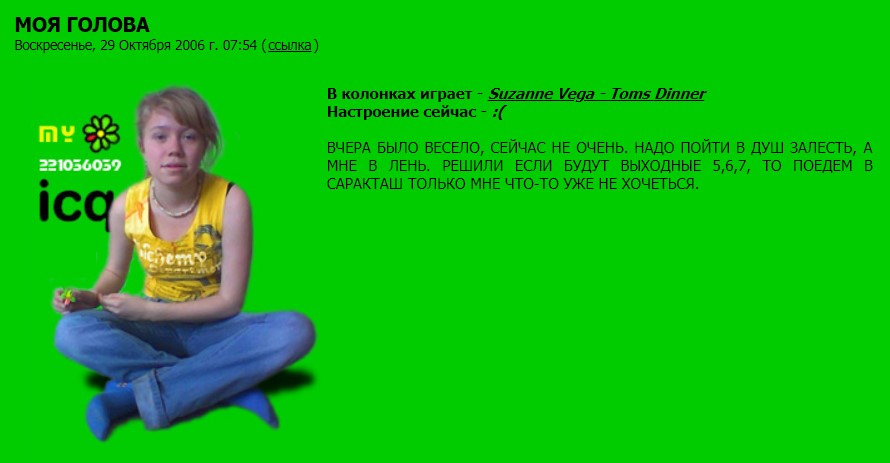 МОЯ ГОЛОВА
Воскресенье, 29 Октября 2006 г. 07:54 (ссылка)
В колонках играет - Suzanne Vega - Toms Dinner
Настроение сейчас - :(
ВЧЕРА БЫЛО ВЕСЕЛО, СЕЙЧАС НЕ ОЧЕНЬ. НАДО ПОЙТИ В ДУШ ЗАЛЕСТЬ, А
МНЕ В ЛЕНЬ. РЕШИЛИ ЕСЛИ БУДУТ ВЫХОДНЫЕ 5,6,7, ТО ПОЕДЕМ В
САРАКТАШ ТОЛЬКО МНЕ ЧТО-ТО УЖЕ НЕ ХОЧЕТЬСЯ.
MY
221036039
icq